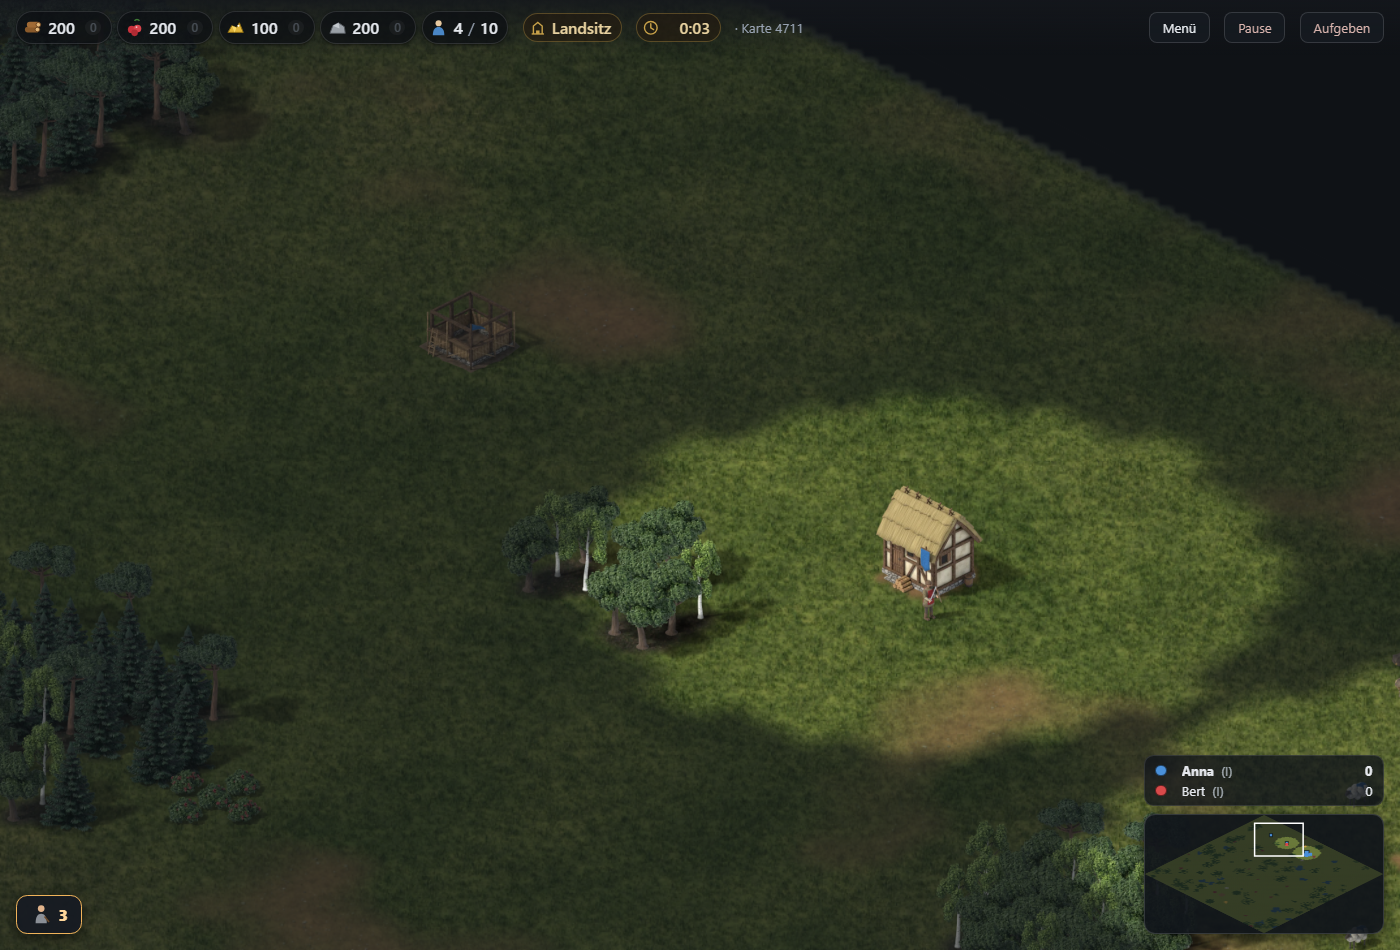 200 0 200 0 100 0 200 0 4 / 10 Landsitz 0:03 · Karte 4711 Menü Pause Aufgeben
Anna (I) 0
Bert (I) 0
3